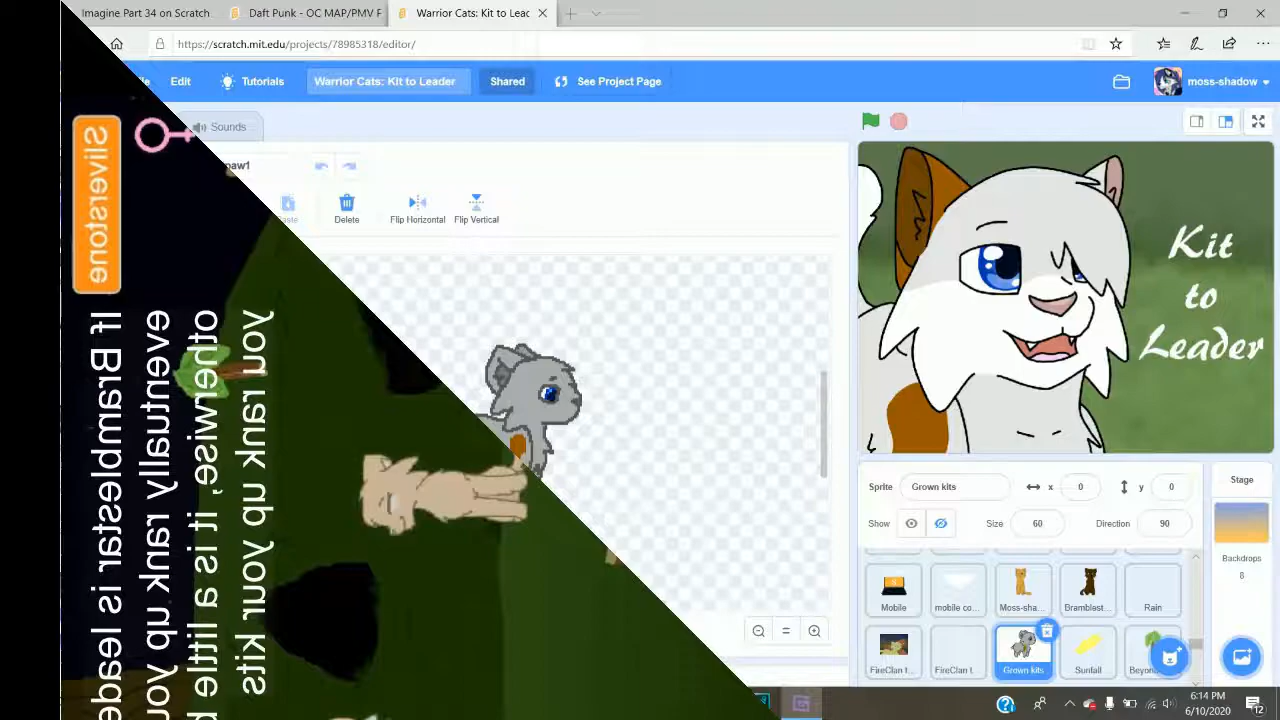 Imagine Part 34 on Scratch
Daft Punk - OC MAP/PMV F
Warrior Cats: Kit to Leac
https://scratch.mit.edu/projects/78985318/editor/
Edit
Tutorials
Warrior Cats: Kit to Leader
Shared
See Project Page
moss-shadow
Sounds
paw1
Delete
Flip Horizontal
Flip Vertical
Kit
to
Leader
Sprite
Grown kits
x
0
y
0
Show
Size
60
Direction
90
Stage
Backdrops
8
Mobile
mobile co...
Moss-sha...
Bramblest...
Rain
FireClan t...
FireClan t...
Grown kits
Sunfall
Beyon
6:14 PM
6/10/2020
12
Silverstone
If Bramblestar is leade
eventually rank up you
otherwise, it is a little
you rank up your kits